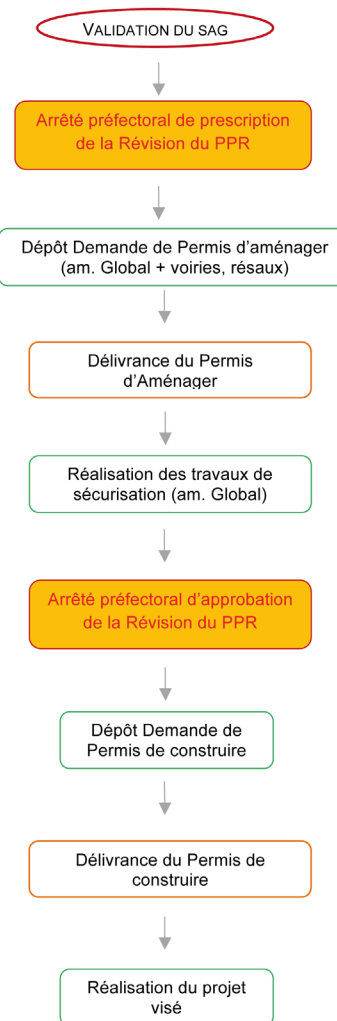 VALIDATION DU SAG
Arrêté préfectoral de prescription
de la Révision du PPR
Dépôt Demande de Permis d'aménager
(am. Global + voiries, résaux)
Délivrance du Permis
d'Aménager
Réalisation des travaux de
sécurisation (am. Global)
Arrêté préfectoral d'approbation
de la Révision du PPR
Dépôt Demande de
Permis de construire
Délivrance du Permis de
construire
Réalisation du projet
visé